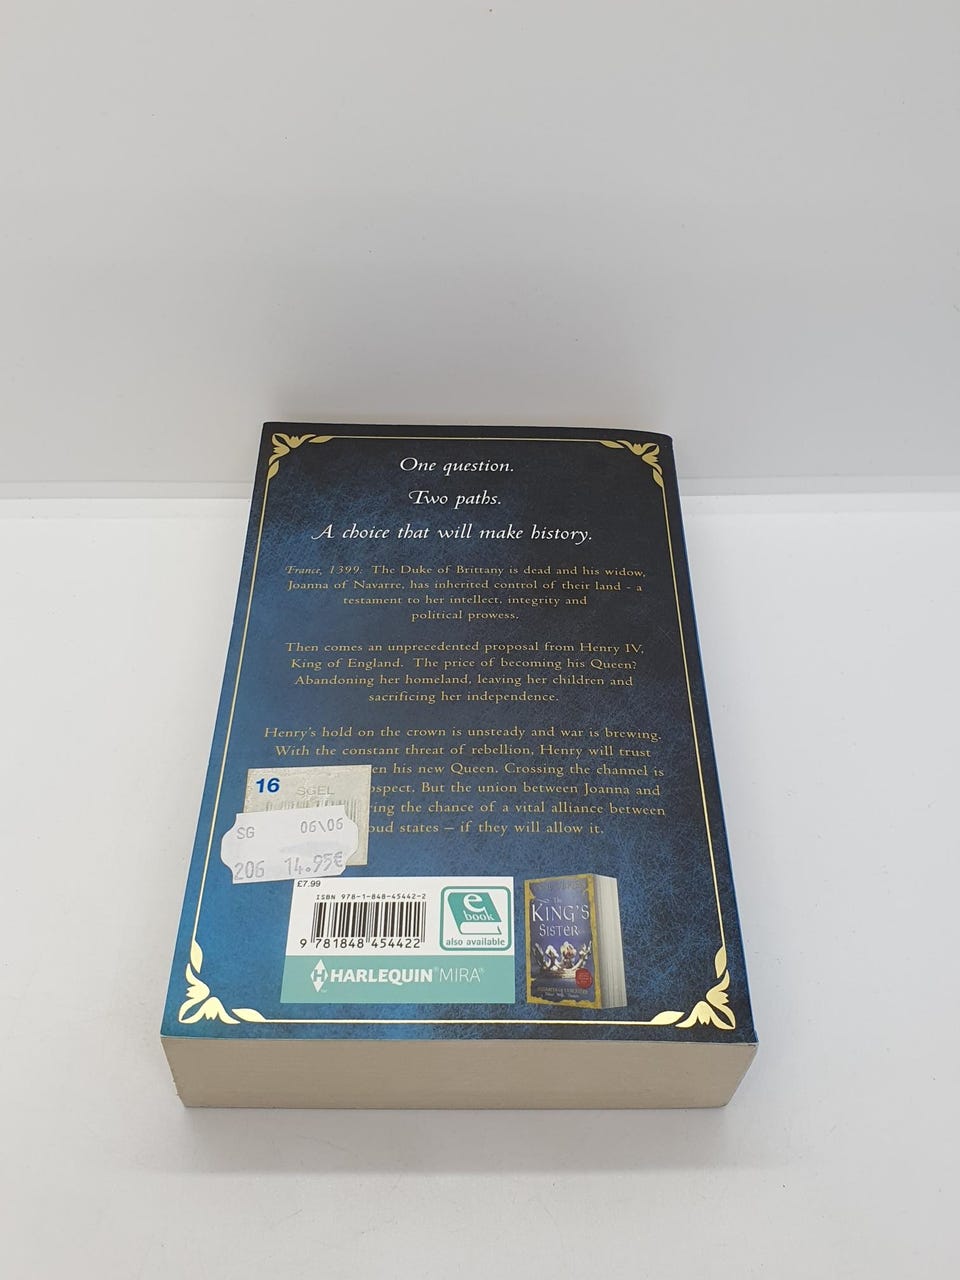 One question.
Two paths.
A choice that will make history.
France, 1399: The Duke of Brittany is dead and his widow,
Joanna of Navarre, has inherited control of their land - a
testament to her intellect, integrity and
political prowess.
Then comes an unprecedented proposal from Henry IV,
King of England. The price of becoming his Queen?
Abandoning her homeland, leaving her children and
sacrificing her independence.
Henry's hold on the crown is unsteady and war is brewing.
With the constant threat of rebellion, Henry will trust
en his new Queen. Crossing the channel is
ospect. But the union between Joanna and
ring the chance of a vital alliance between
oud states – if they will allow it.
16
SGEL
SG 06\06
206 14.95€
£7.99
ISBN 978-1-848-45442-2
9 781848 454422
e
book
also available
HARLEQUIN® MIRA®
The
KING'S
SISTER